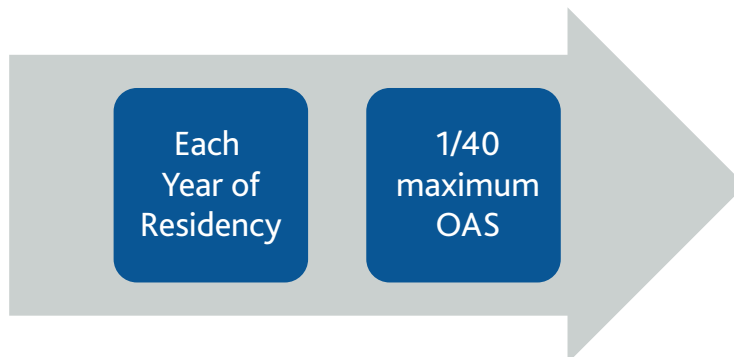 Each
Year of
Residency
1/40
maximum
OAS